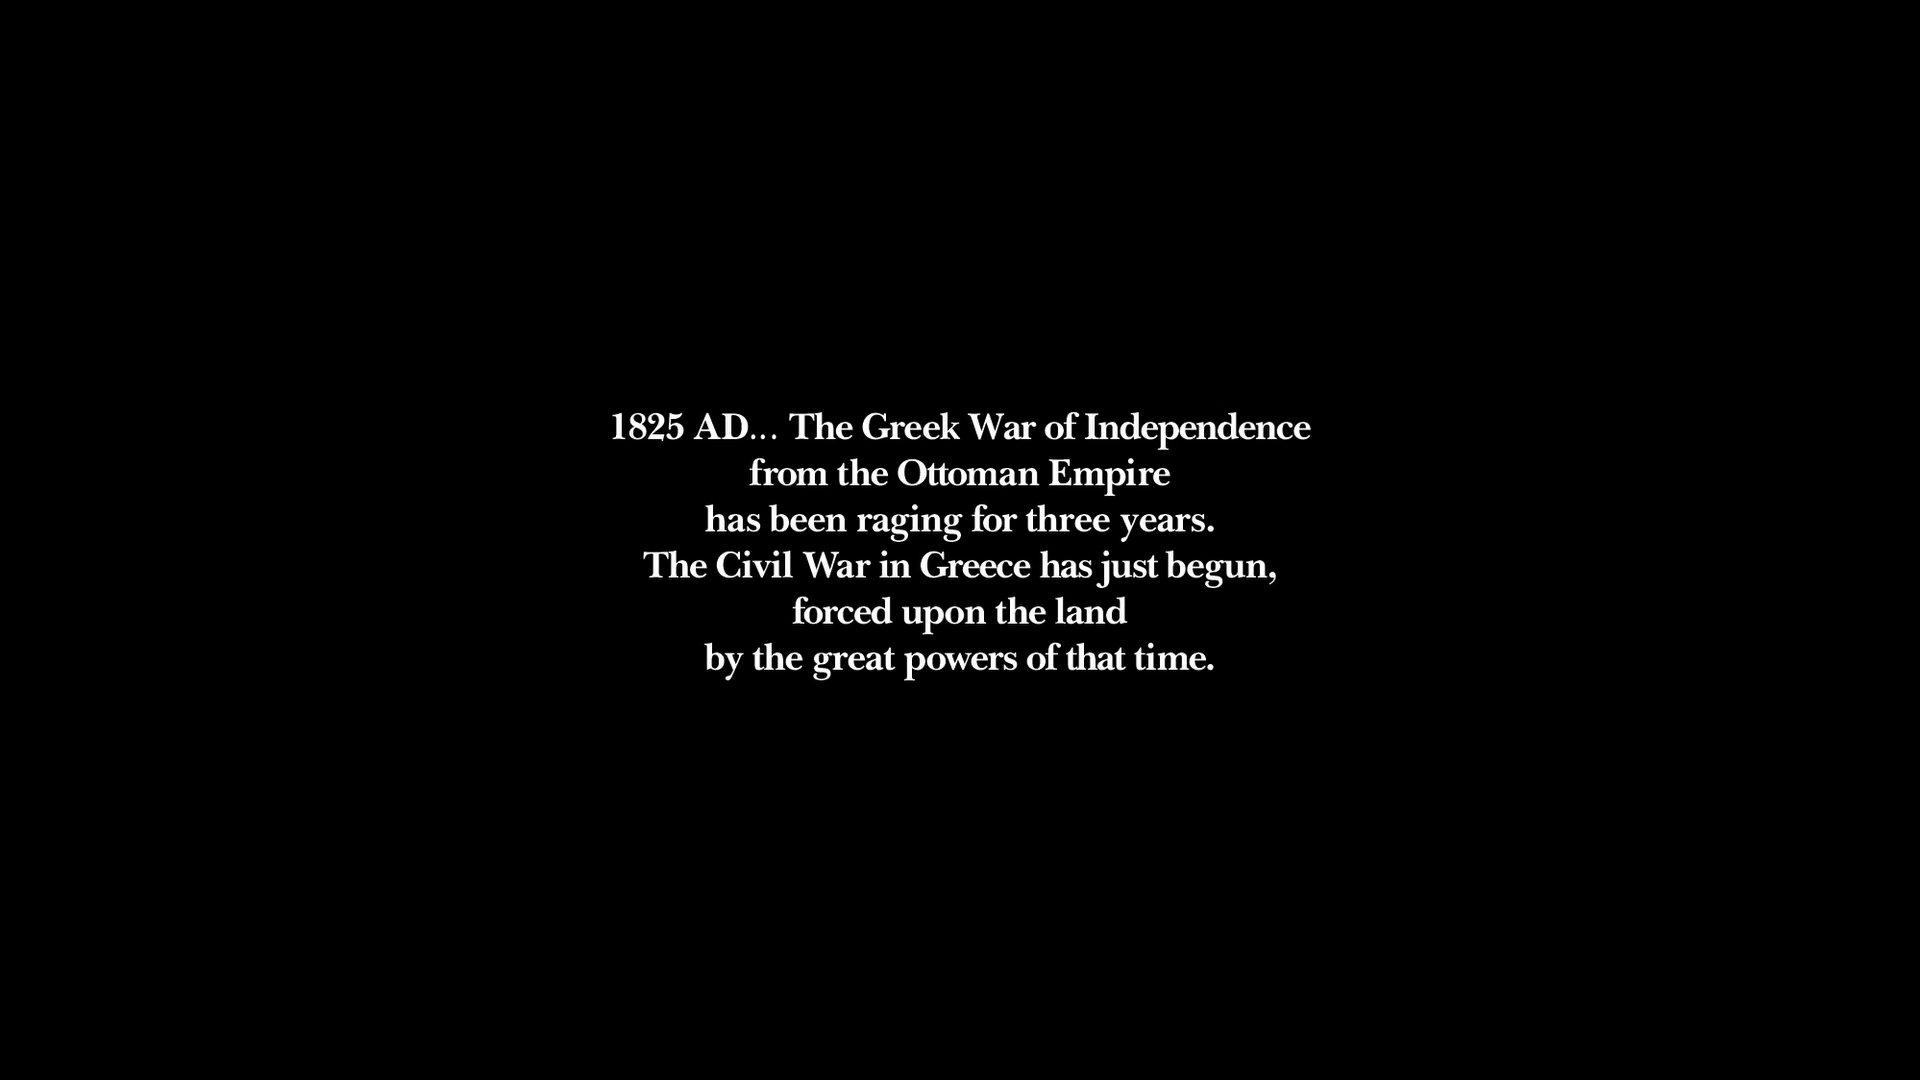 1825 AD... The Greek War of Independence
from the Ottoman Empire
has been raging for three years.
The Civil War in Greece has just begun,
forced upon the land
by the great powers of that time.